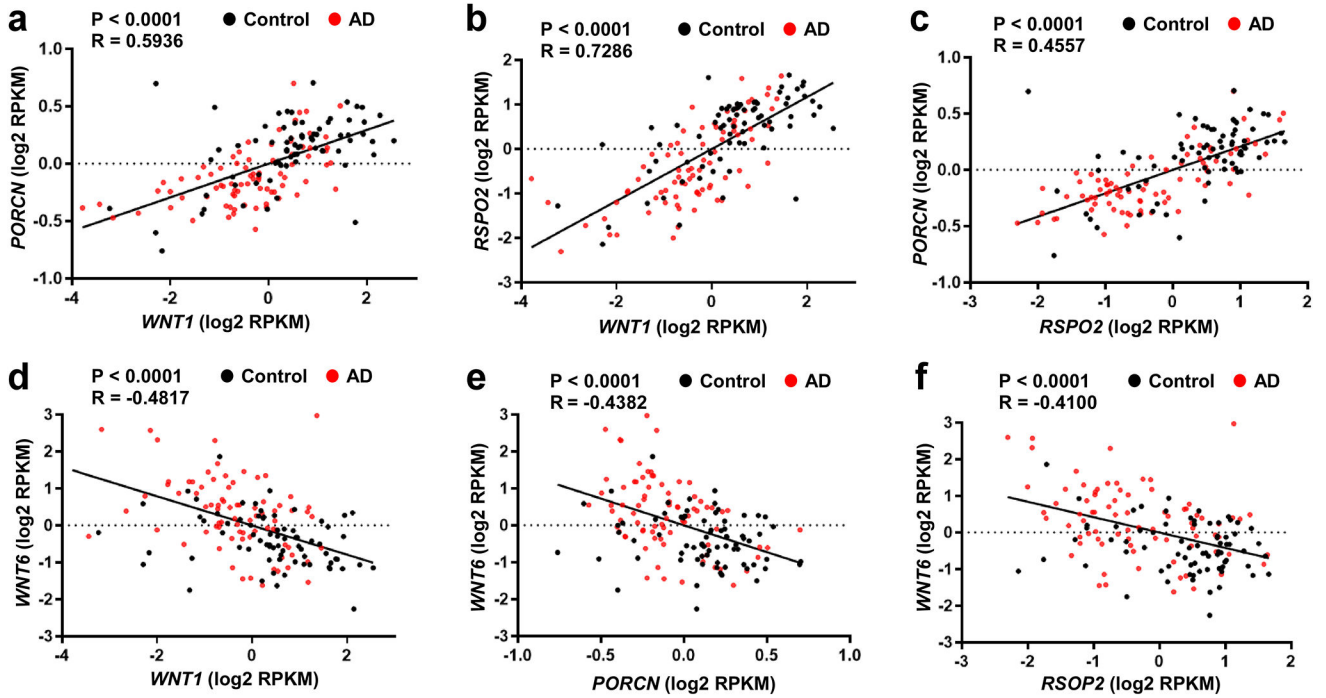 a
P < 0.0001
R = 0.5936
Control
AD
PORCN (log2 RPKM)
1.0
0.5
0.0
-0.5
-1.0
-4
-2
0
2
WNT1 (log2 RPKM)
b
P < 0.0001
R = 0.7286
Control
AD
RSPO2 (log2 RPKM)
2
1
0
-1
-2
-3
-4
-2
0
2
WNT1 (log2 RPKM)
c
P < 0.0001
R = 0.4557
Control
AD
PORCN (log2 RPKM)
1.0
0.5
0.0
-0.5
-1.0
-3
-2
-1
0
1
2
RSPO2 (log2 RPKM)
d
P < 0.0001
R = -0.4817
Control
AD
WNT6 (log2 RPKM)
3
2
1
0
-1
-2
-3
-4
-2
0
2
WNT1 (log2 RPKM)
e
P < 0.0001
R = -0.4382
Control
AD
WNT6 (log2 RPKM)
3
2
1
0
-1
-2
-3
-1.0
-0.5
0.0
0.5
1.0
PORCN (log2 RPKM)
f
P < 0.0001
R = -0.4100
Control
AD
WNT6 (log2 RPKM)
3
2
1
0
-1
-2
-3
-3
-2
-1
0
1
2
RSOP2 (log2 RPKM)